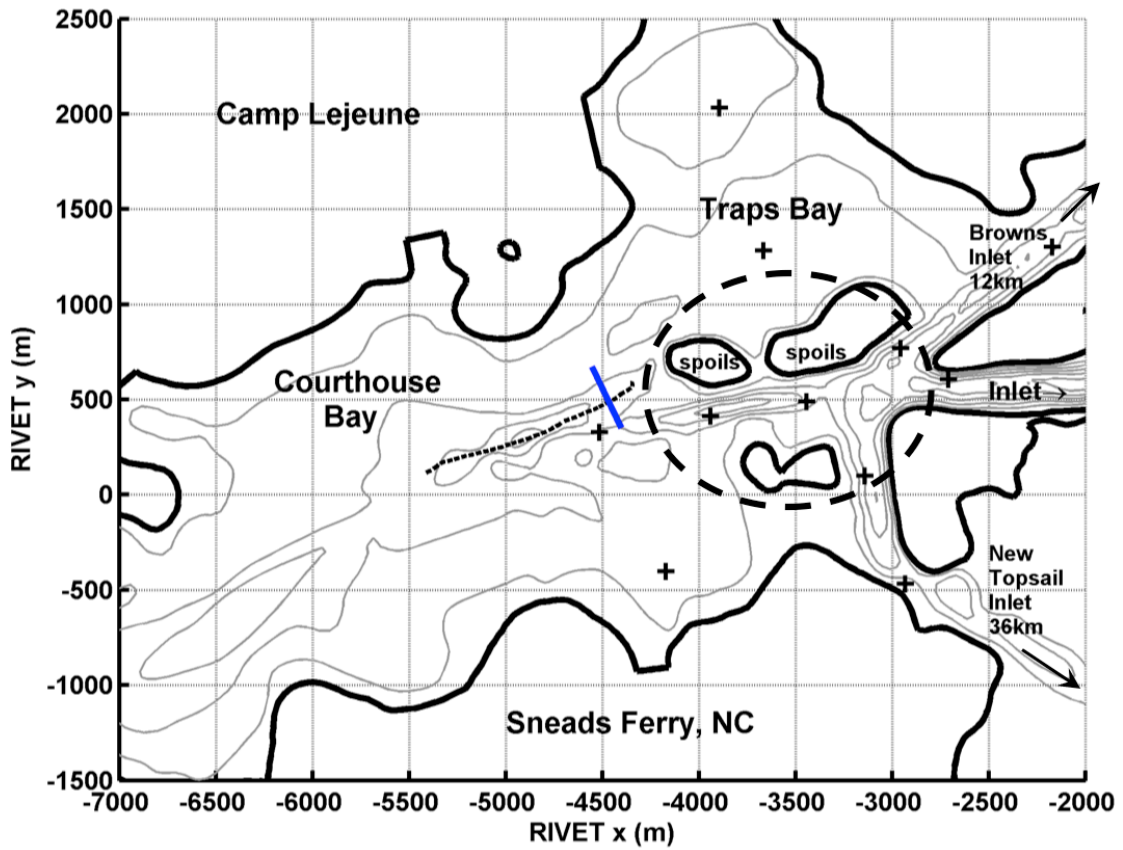 2500
2000
1500
1000
500
0
-500
-1000
-1500
RIVET y (m)
Camp Lejeune
Traps Bay
Browns
Inlet
12km
spoils
spoils
Courthouse
Bay
Inlet →
New
Topsail
Inlet
36km
Sneads Ferry, NC
-7000 -6500 -6000 -5500 -5000 -4500 -4000 -3500 -3000 -2500 -2000
RIVET x (m)